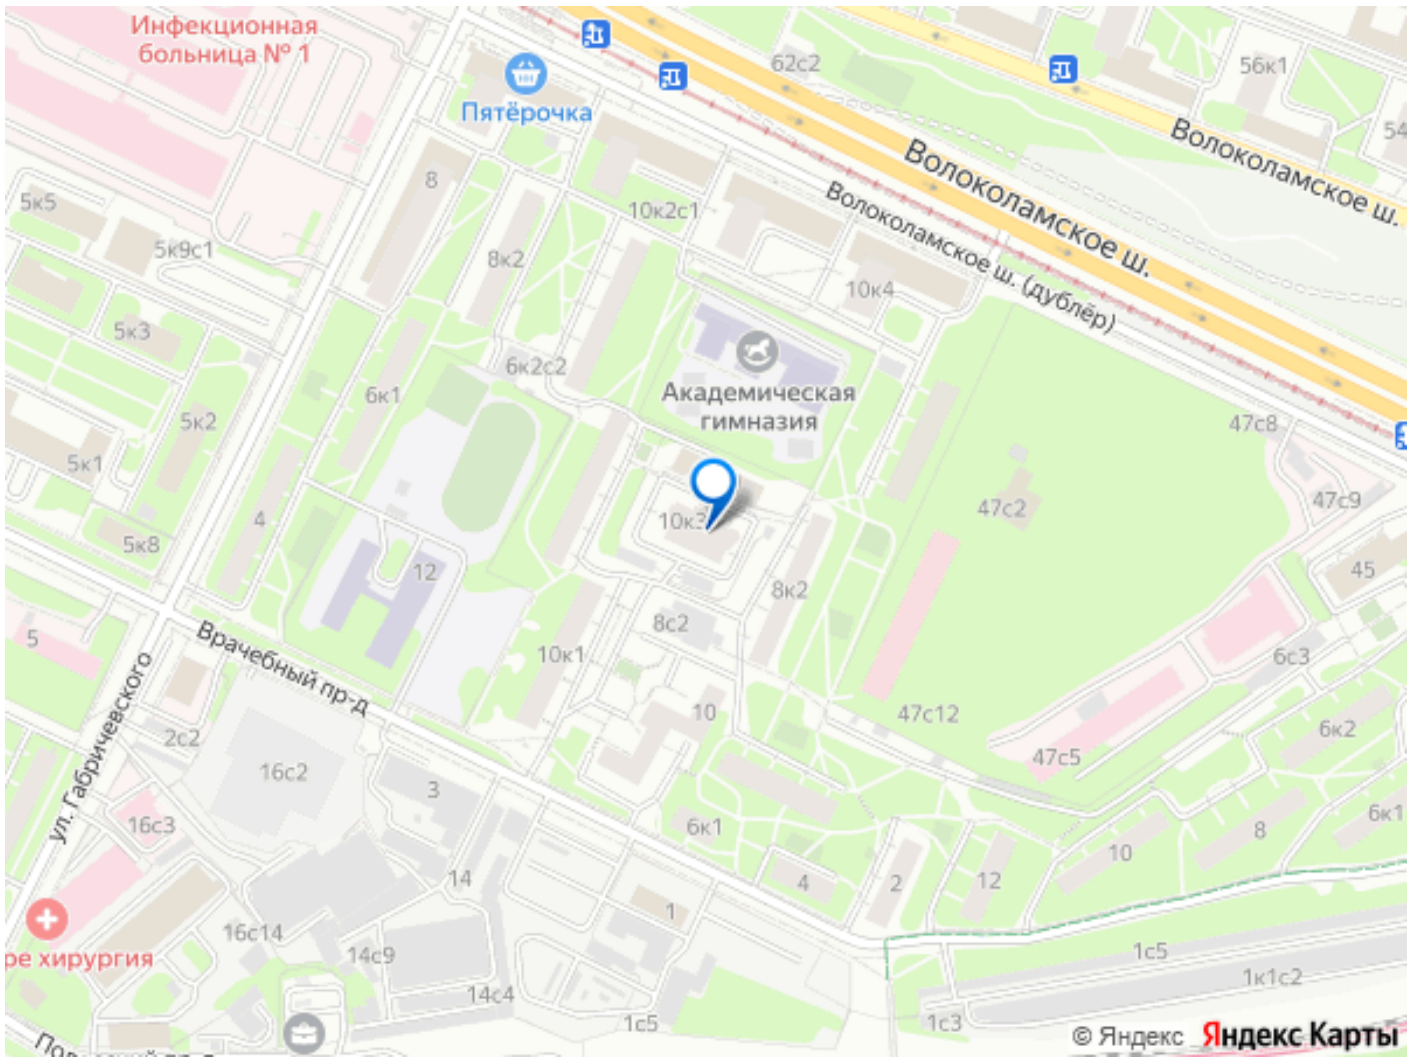 Инфекционная
больница № 1
Пятёрочка
62с2
56к1
54
Волоколамское ш.
Волоколамское ш.
Волоколамское ш. (дублёр)
5к5
8
10к2с1
5к9с1
8к2
10к4
5к3
6к2с2
6к1
Академическая
гимназия
5к2
47с8
5к1
47с9
47с2
4
10к3
5к8
12
8к2
45
8с2
5
Врачебный пр-д
10к1
6с3
ул. Габричевского
10
47с12
2с2
6к2
16с2
47с5
3
16с3
6к1
8
6к1
10
14
4
2
12
1
16с14
ре хирургия
14с9
1с5
1к1с2
14с4
1с5
1с3
© Яндекс Яндекс Карты